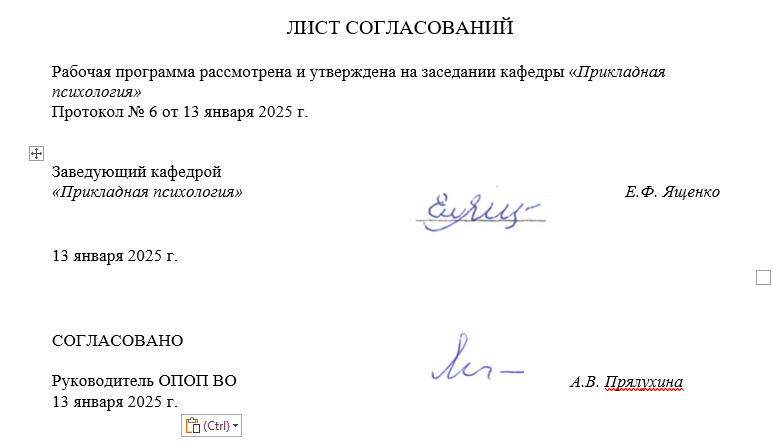 ЛИСТ СОГЛАСОВАНИЙ
Рабочая программа рассмотрена и утверждена на заседании кафедры «Прикладная
психология»
Протокол № 6 от 13 января 2025 г.
Заведующий кафедрой
«Прикладная психология» Е.Ф. Ященко
13 января 2025 г.
СОГЛАСОВАНО
Руководитель ОПОП ВО А.В. Прялухина
13 января 2025 г.
(Ctrl)